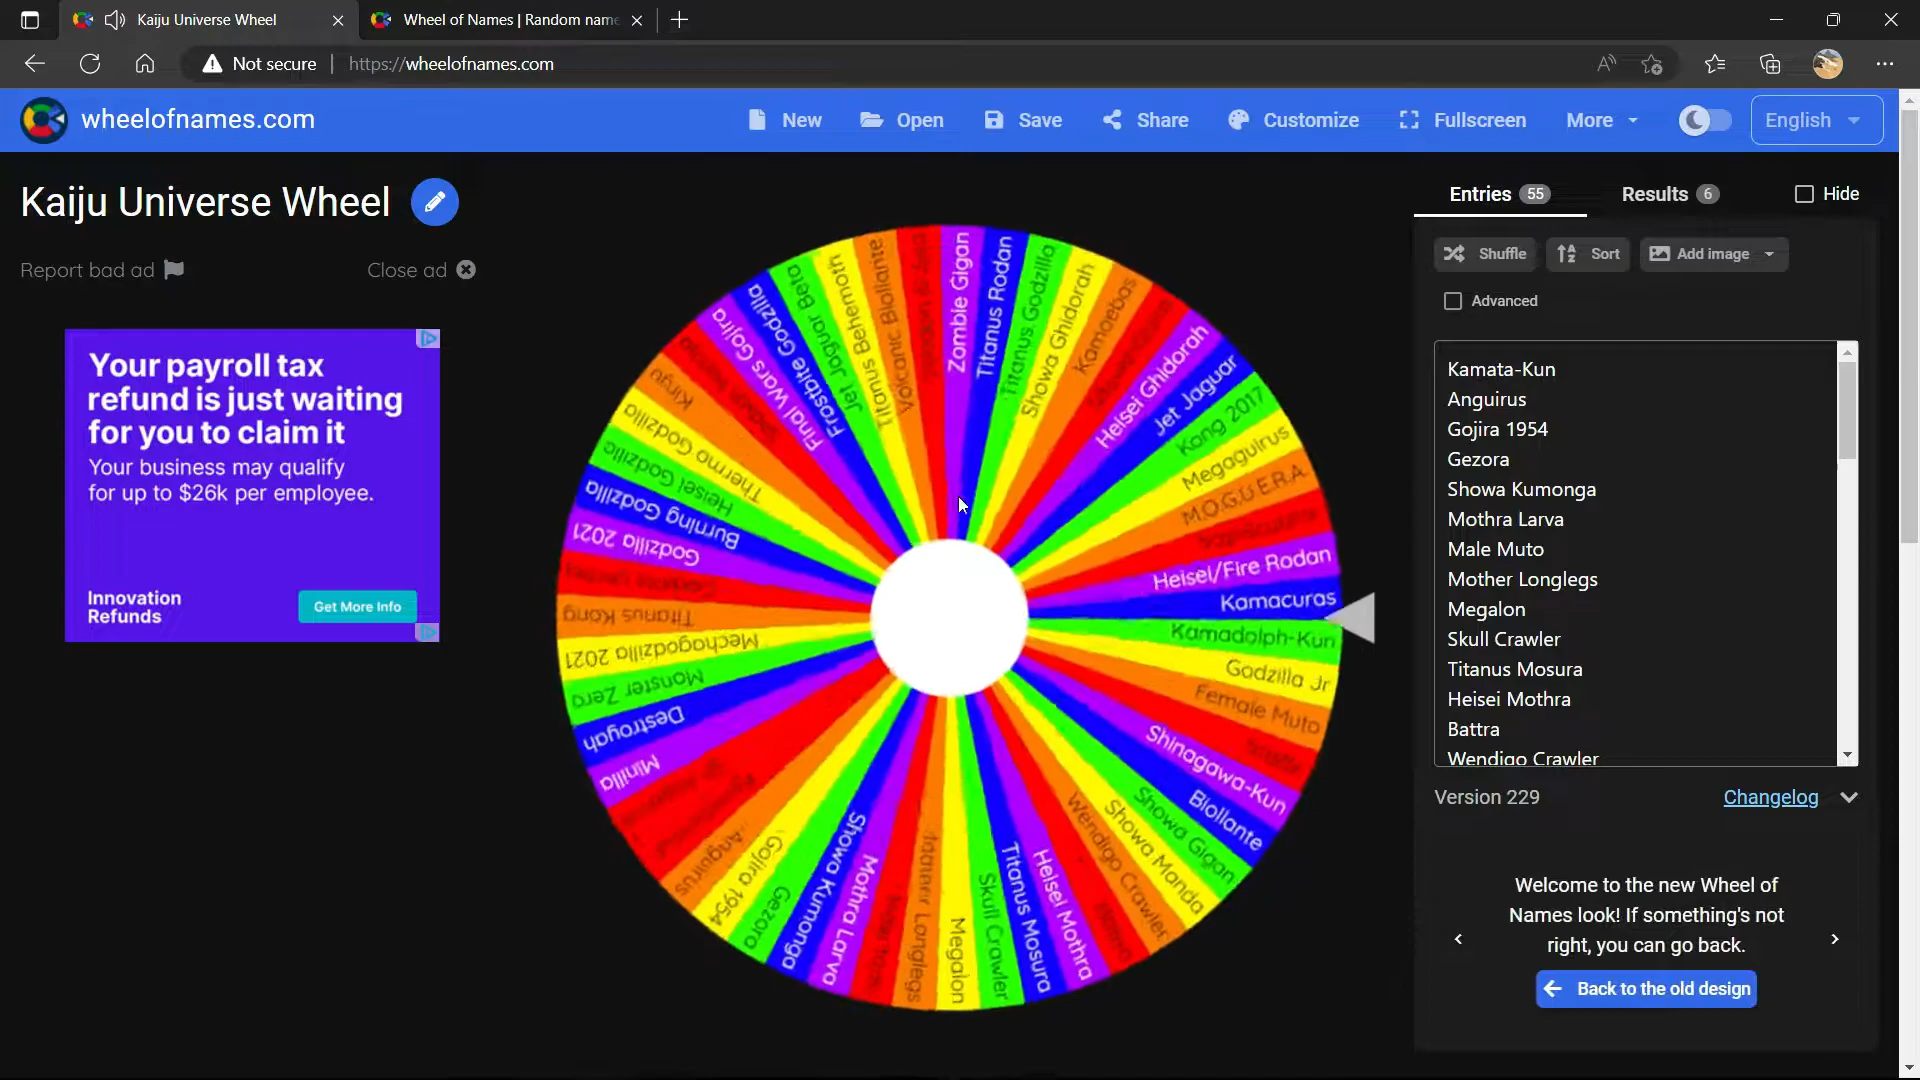 Kaiju Universe Wheel
Wheel of Names | Random name
Not secure
https://wheelofnames.com
wheelofnames.com
New
Open
Save
Share
Customize
Fullscreen
More
English
Kaiju Universe Wheel
Report bad ad
Close ad
Your payroll tax
refund is just waiting
for you to claim it
Your business may qualify
for up to $26k per employee.
Innovation
Refunds
Get More Info
Zombie Gigan
Titanus Rodan
Titanus Godzilla
Showa Ghidorah
Kamoebas
Heisei Ghidorah
Jet Jaguar
Kong 2017
Megaguirus
M.O.G.U.E.R.A.
Heisei/Fire Rodan
Kamacuras
Kamadolph-Kun
Godzilla Jr
Female Muto
Shinagawa-Kun
Biollante
Showa Gigan
Showa Manda
Wendigo Crawler
Heisei Mothra
Titanus Mosura
Skull Crawler
Megalon
Mother Longlegs
Mothra Larva
Showa Kumonga
Gezora
Gojira 1954
Anguirus
Minilla
Destroyah
Monster Zero
Mechagodzilla 2021
Titanus Kong
Godzilla 2021
Burning Godzilla
Heisei Godzilla
Thermo Godzilla
Kiryu
Final Wars Gojira
Frostbite Godzilla
Jet Jaguar Beta
Titanus Behemoth
Volcanic Biollante
Entries 55
Results 6
Hide
Shuffle
Sort
Add image
Advanced
Kamata-Kun
Anguirus
Gojira 1954
Gezora
Showa Kumonga
Mothra Larva
Male Muto
Mother Longlegs
Megalon
Skull Crawler
Titanus Mosura
Heisei Mothra
Battra
Wendigo Crawler
Version 229
Changelog
Welcome to the new Wheel of
Names look! If something's not
right, you can go back.
Back to the old design